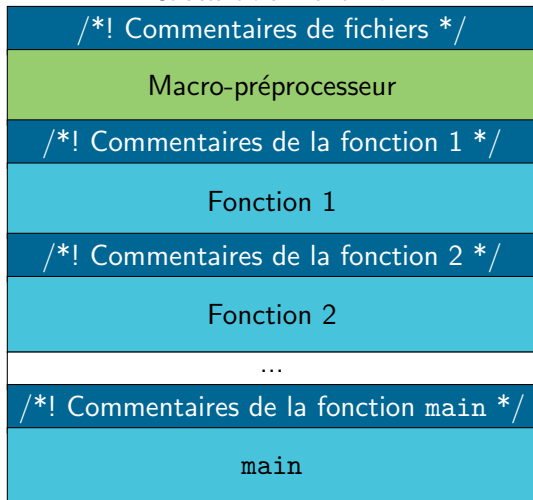 /*! Commentaires de fichiers */
Macro-préprocesseur
/*! Commentaires de la fonction 1 */
Fonction 1
/*! Commentaires de la fonction 2 */
Fonction 2
...
/*! Commentaires de la fonction main */
main